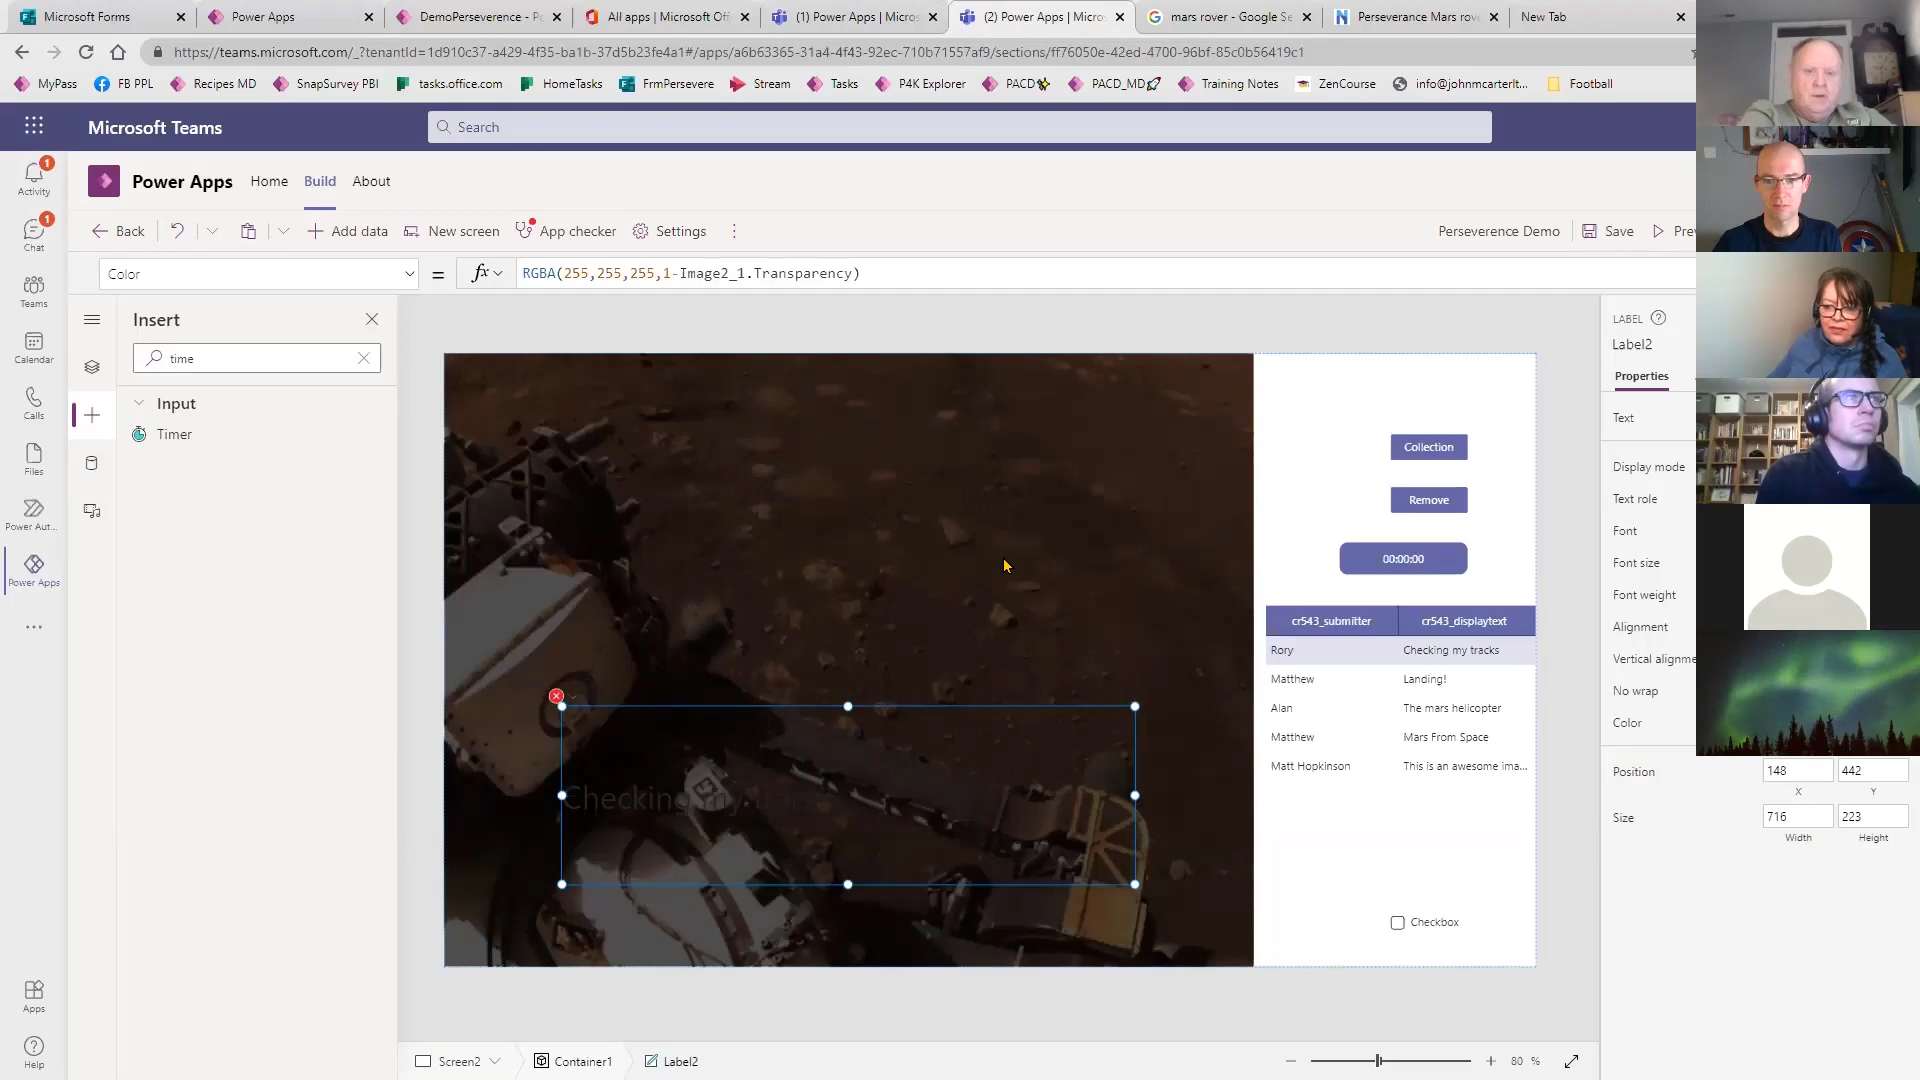 Microsoft Forms
Power Apps
DemoPerseverence - P
All apps | Microsoft Off
(1) Power Apps | Micros
(2) Power Apps | Micro
mars rover - Google Se
Perseverance Mars rov
New Tab
https://teams.microsoft.com/_?tenantId=1d910c37-a429-4f35-ba1b-37d5b23fe4a1#/apps/a6b63365-31a4-4f43-92ec-710b71557af9/sections/ff76050e-42ed-4700-96bf-85c0b56419c1
MyPass
FB PPL
Recipes MD
SnapSurvey PBI
tasks.office.com
HomeTasks
FrmPersevere
Stream
Tasks
P4K Explorer
PACD
PACD_MD
Training Notes
ZenCourse
info@johnmcarterlt...
Football
Microsoft Teams
Search
Power Apps
Home
Build
About
Back
Add data
New screen
App checker
Settings
Perseverence Demo
Save
Prev
Color
=
fx
RGBA(255,255,255,1-Image2_1.Transparency)
Activity
1
Chat
1
Teams
Calendar
Calls
Files
Power Aut...
Power Apps
Apps
Help
Insert
time
Input
Timer
Checking my
Collection
Remove
00:00:00
cr543_submitter cr543_displaytext
Rory Checking my tracks
Matthew Landing!
Alan The mars helicopter
Matthew Mars From Space
Matt Hopkinson This is an awesome ima...
Checkbox
LABEL
Label2
Properties
Text
Display mode
Text role
Font
Font size
Font weight
Alignment
Vertical alignme
No wrap
Color
Position 148 442
X Y
Size 716 223
Width Height
Screen2
Container1
Label2
80 %